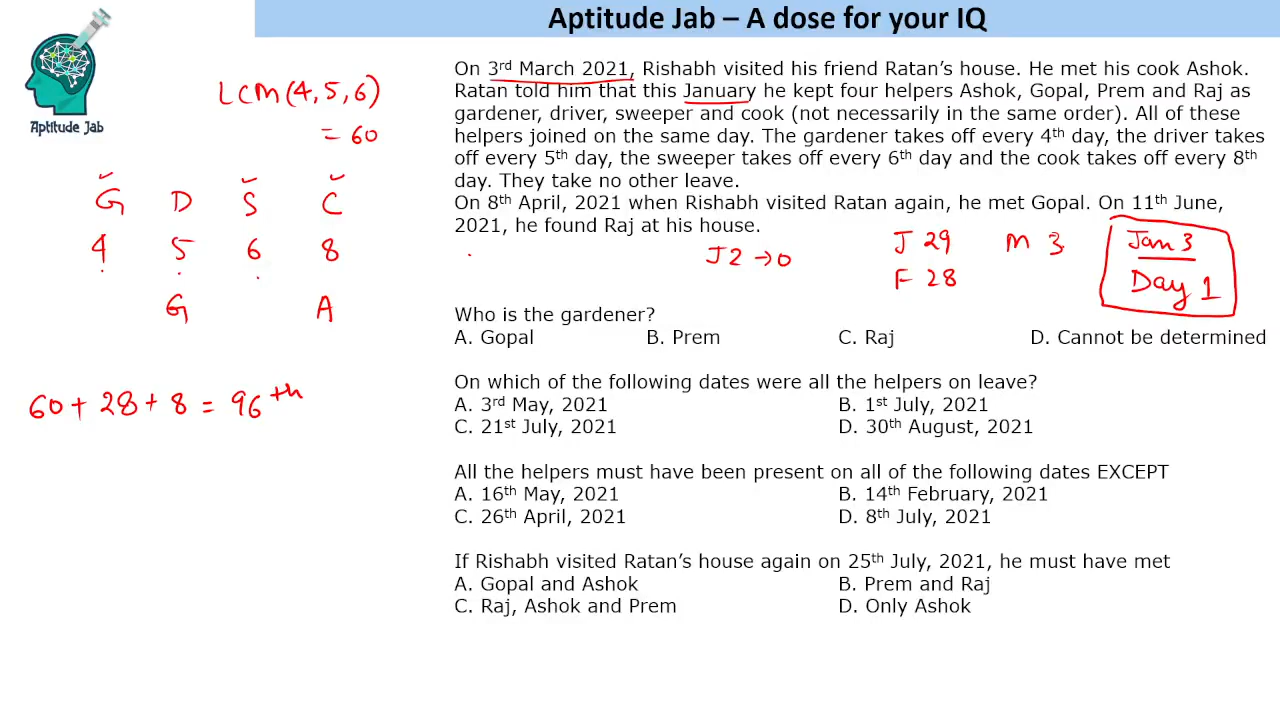 Aptitude Jab – A dose for your IQ
Aptitude Jab
LCM (4, 5, 6)
= 60
G D S C
4 5 6 8
G A
60 + 28 + 8 = 96th
On 3rd March 2021, Rishabh visited his friend Ratan's house. He met his cook Ashok.
Ratan told him that this January he kept four helpers Ashok, Gopal, Prem and Raj as
gardener, driver, sweeper and cook (not necessarily in the same order). All of these
helpers joined on the same day. The gardener takes off every 4th day, the driver takes
off every 5th day, the sweeper takes off every 6th day and the cook takes off every 8th
day. They take no other leave.
On 8th April, 2021 when Rishabh visited Ratan again, he met Gopal. On 11th June,
2021, he found Raj at his house.
J 2 → 0
J 29 M 3
F 28
Jan 3
Day 1
Who is the gardener?
A. Gopal B. Prem C. Raj D. Cannot be determined
On which of the following dates were all the helpers on leave?
A. 3rd May, 2021 B. 1st July, 2021
C. 21st July, 2021 D. 30th August, 2021
All the helpers must have been present on all of the following dates EXCEPT
A. 16th May, 2021 B. 14th February, 2021
C. 26th April, 2021 D. 8th July, 2021
If Rishabh visited Ratan's house again on 25th July, 2021, he must have met
A. Gopal and Ashok B. Prem and Raj
C. Raj, Ashok and Prem D. Only Ashok